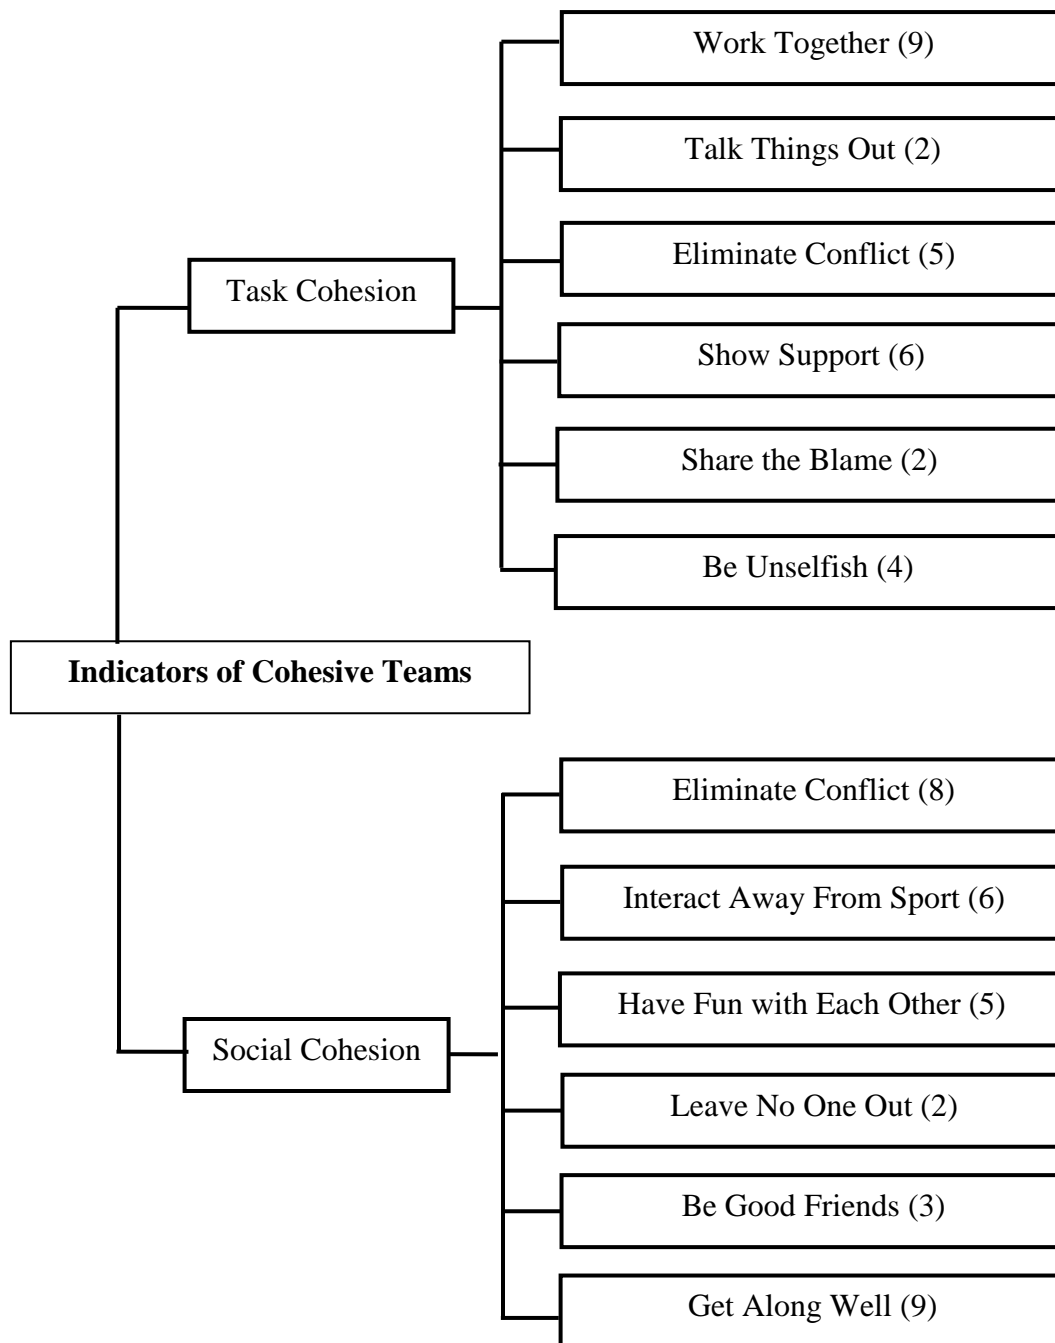 Work Together (9)
Talk Things Out (2)
Eliminate Conflict (5)
Task Cohesion
Show Support (6)
Share the Blame (2)
Be Unselfish (4)
Indicators of Cohesive Teams
Eliminate Conflict (8)
Interact Away From Sport (6)
Have Fun with Each Other (5)
Social Cohesion
Leave No One Out (2)
Be Good Friends (3)
Get Along Well (9)